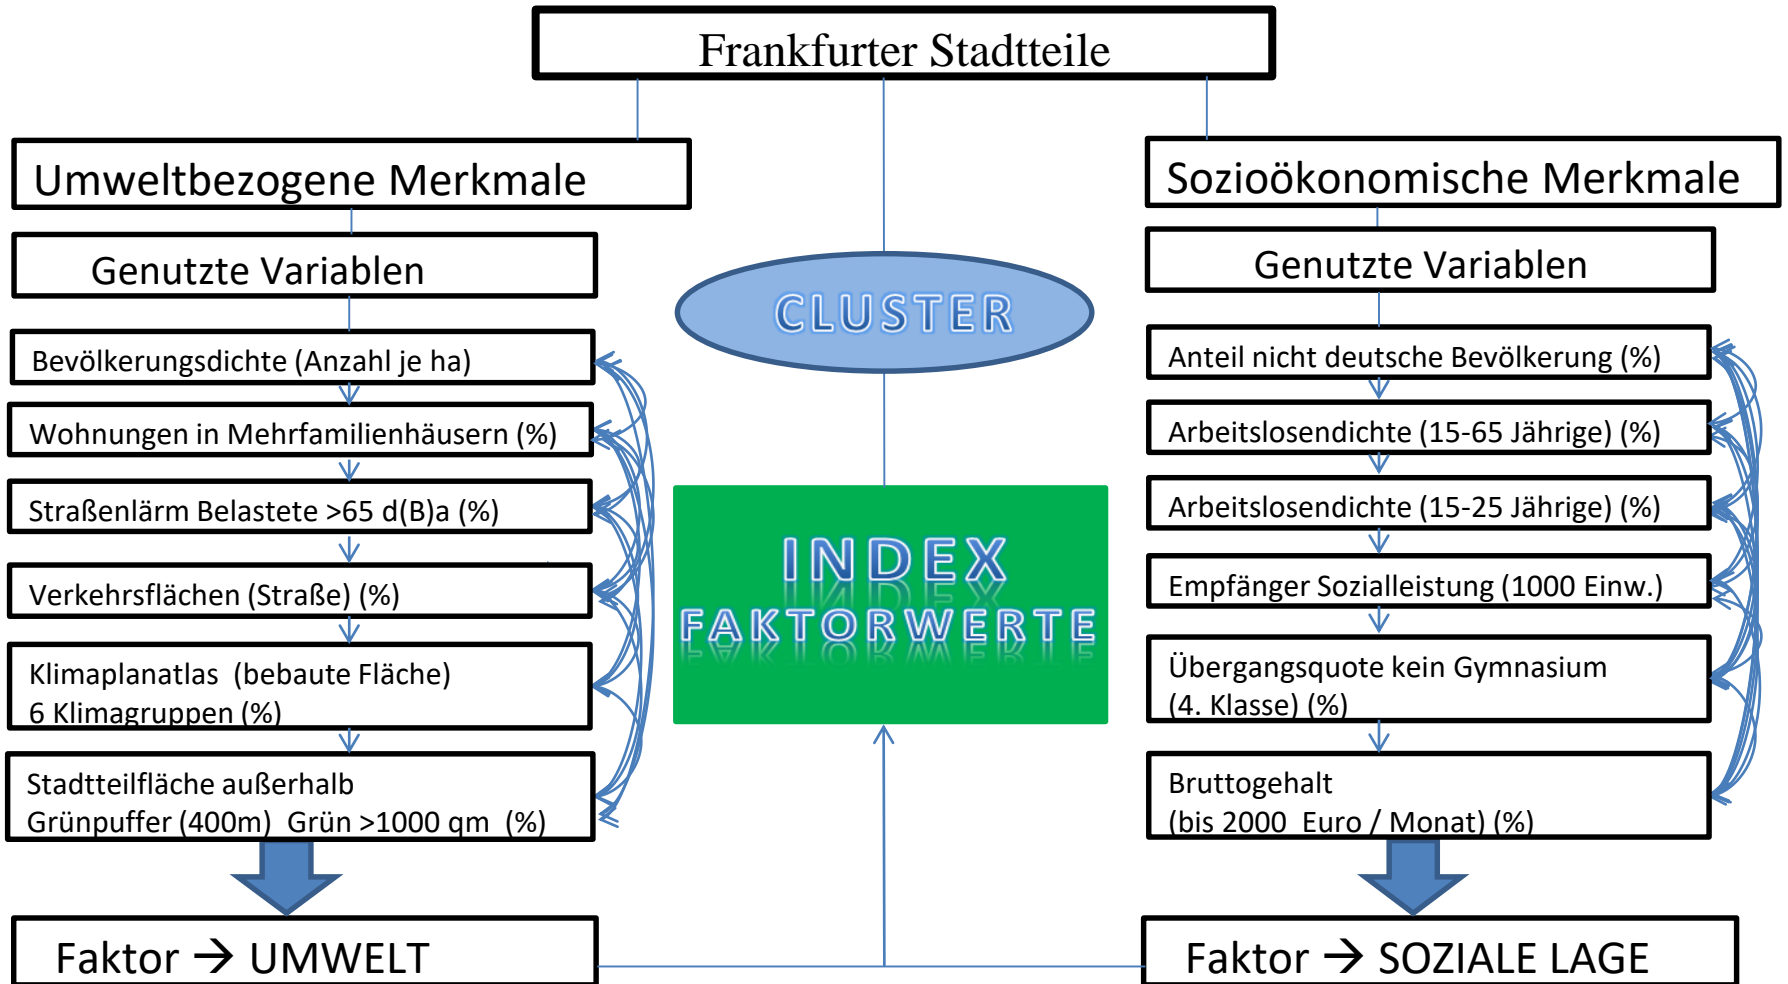 Frankfurter Stadtteile
Umweltbezogene Merkmale
Genutzte Variablen
Bevölkerungsdichte (Anzahl je ha)
Wohnungen in Mehrfamilienhäusern (%)
Straßenlärm Belastete >65 d(B)a (%)
Verkehrsflächen (Straße) (%)
Klimaplanatlas (bebaute Fläche)
6 Klimagruppen (%)
Stadtteilfläche außerhalb
Grünpuffer (400m) Grün >1000 qm (%)
Faktor → UMWELT
CLUSTER
INDEX
FAKTORWERTE
Sozioökonomische Merkmale
Genutzte Variablen
Anteil nicht deutsche Bevölkerung (%)
Arbeitslosendichte (15-65 Jährige) (%)
Arbeitslosendichte (15-25 Jährige) (%)
Empfänger Sozialleistung (1000 Einw.)
Übergangsquote kein Gymnasium
(4. Klasse) (%)
Bruttogehalt
(bis 2000 Euro / Monat) (%)
Faktor → SOZIALE LAGE